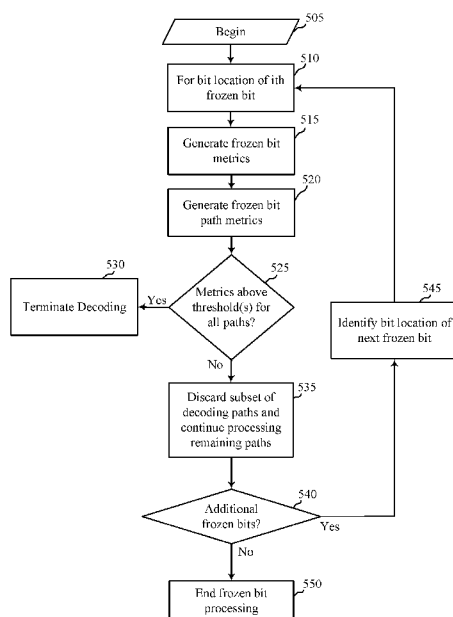 505
Begin
510
For bit location of ith
frozen bit
515
Generate frozen bit
metrics
520
Generate frozen bit
path metrics
525
Metrics above
threshold(s) for
all paths?
Yes
530
Terminate Decoding
No
535
Discard subset of
decoding paths and
continue processing
remaining paths
540
Additional
frozen bits?
Yes
545
Identify bit location of
next frozen bit
No
550
End frozen bit
processing